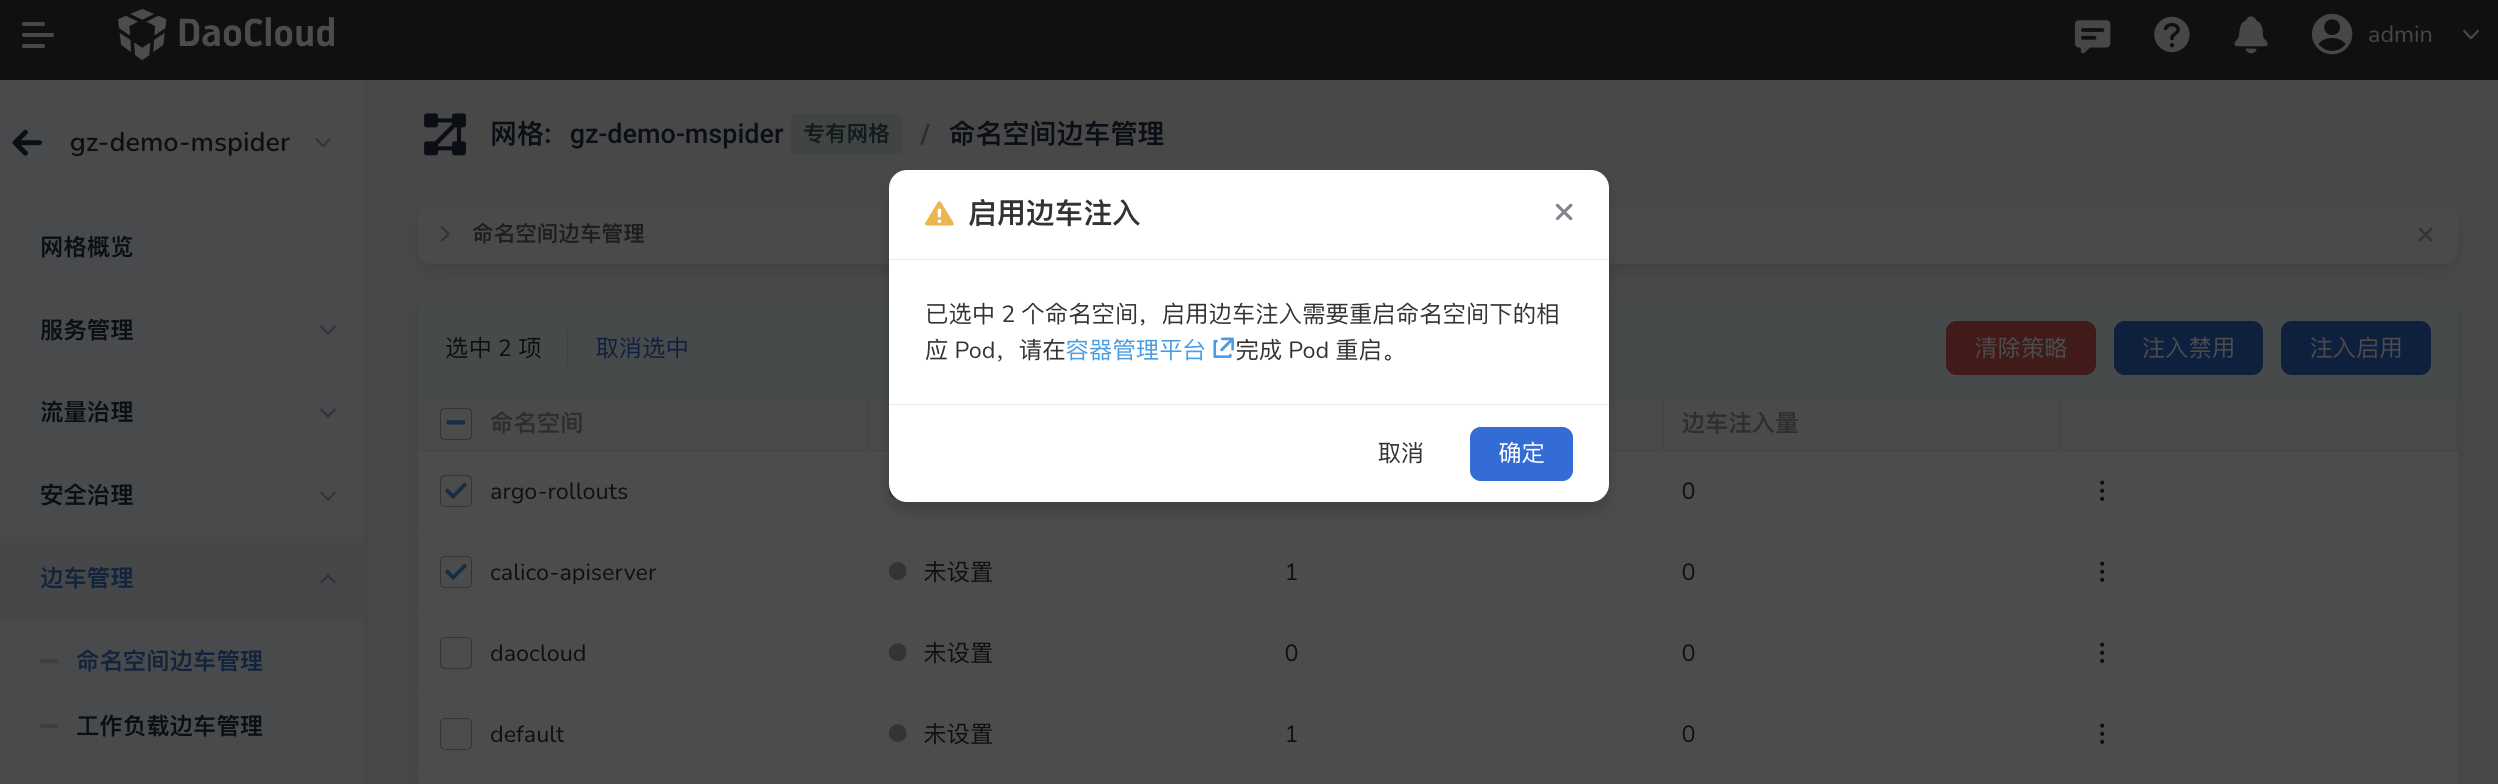 DaoCloud
admin
gz-demo-mspider
网格: gz-demo-mspider 专有网格 / 命名空间边车管理
网格概览
服务管理
流量治理
安全治理
边车管理
命名空间边车管理
工作负载边车管理
命名空间边车管理
选中 2 项 取消选中
清除策略 注入禁用 注入启用
命名空间 边车注入量
argo-rollouts 0
calico-apiserver 未设置 1 0
daocloud 未设置 0 0
default 未设置 1 0
启用边车注入
已选中 2 个命名空间，启用边车注入需要重启命名空间下的相
应 Pod，请在容器管理平台完成 Pod 重启。
取消 确定